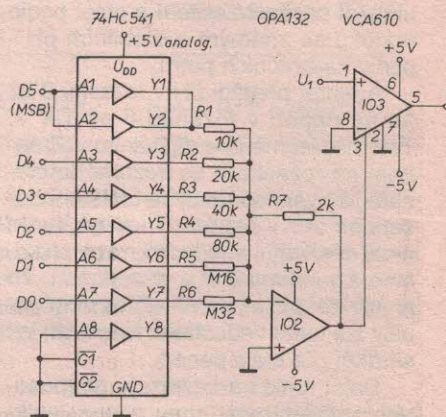 74HC541
OPA132
VCA610
+5V analog.
+5V
U_DD
D5
(MSB)
A1
Y1
A2
Y2
R1
10k
D4
A3
Y3
R2
20k
D3
A4
Y4
R3
40k
D2
A5
Y5
R4
80k
D1
A6
Y6
R5
M16
D0
A7
Y7
R6
M32
A8
Y8
G1
G2
GND
R7
2k
+5V
IO2
-5V
U1
1
6
IO3
5
8
3
2
7
-5V